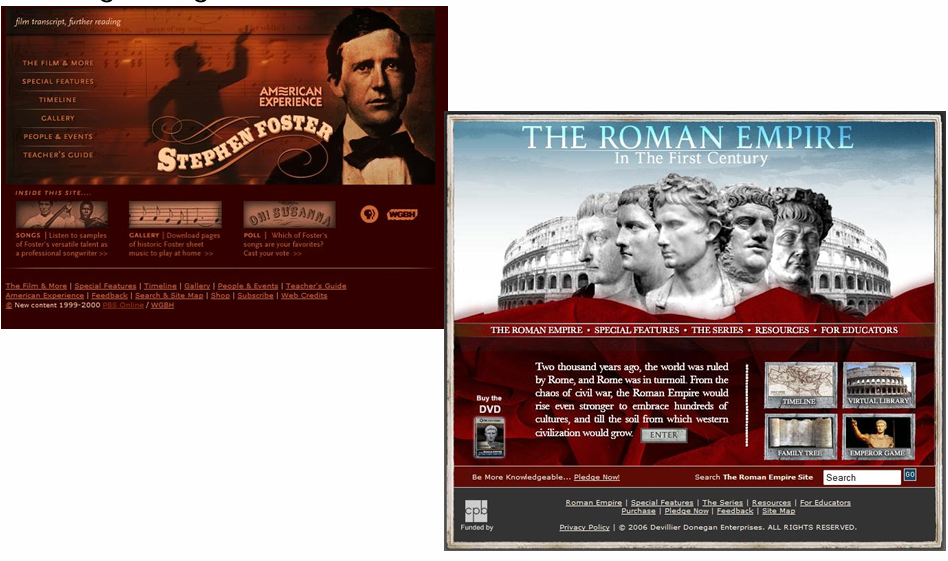 film transcript, further reading
THE FILM & MORE
SPECIAL FEATURES
TIMELINE
GALLERY
PEOPLE & EVENTS
TEACHER'S GUIDE
AMERICAN
EXPERIENCE
STEPHEN FOSTER
INSIDE THIS SITE....
OH! SUSANNA
SONGS | Listen to samples
of Foster's versatile talent as
a professional songwriter >>
GALLERY | Download pages
of historic Foster sheet
music to play at home >>
POLL | Which of Foster's
songs are your favorites?
Cast your vote >>
WGBH
The Film & More | Special Features | Timeline | Gallery | People & Events | Teacher's Guide
American Experience | Feedback | Search & Site Map | Shop | Subscribe | Web Credits
© New content 1999-2000 PBS Online / WGBH
THE ROMAN EMPIRE
In The First Century
THE ROMAN EMPIRE • SPECIAL FEATURES • THE SERIES • RESOURCES • FOR EDUCATORS
Two thousand years ago, the world was ruled
by Rome, and Rome was in turmoil. From the
chaos of civil war, the Roman Empire would
rise even stronger to embrace hundreds of
cultures, and till the soil from which western
civilization would grow. ENTER
Buy the
DVD
TIMELINE
VIRTUAL LIBRARY
FAMILY TREE
EMPEROR GAME
Be More Knowledgeable... Pledge Now!
Search The Roman Empire Site
Search
GO
cpb
Funded by
Roman Empire | Special Features | The Series | Resources | For Educators
Purchase | Pledge Now | Feedback | Site Map
Privacy Policy | © 2006 Devillier Donegan Enterprises. ALL RIGHTS RESERVED.